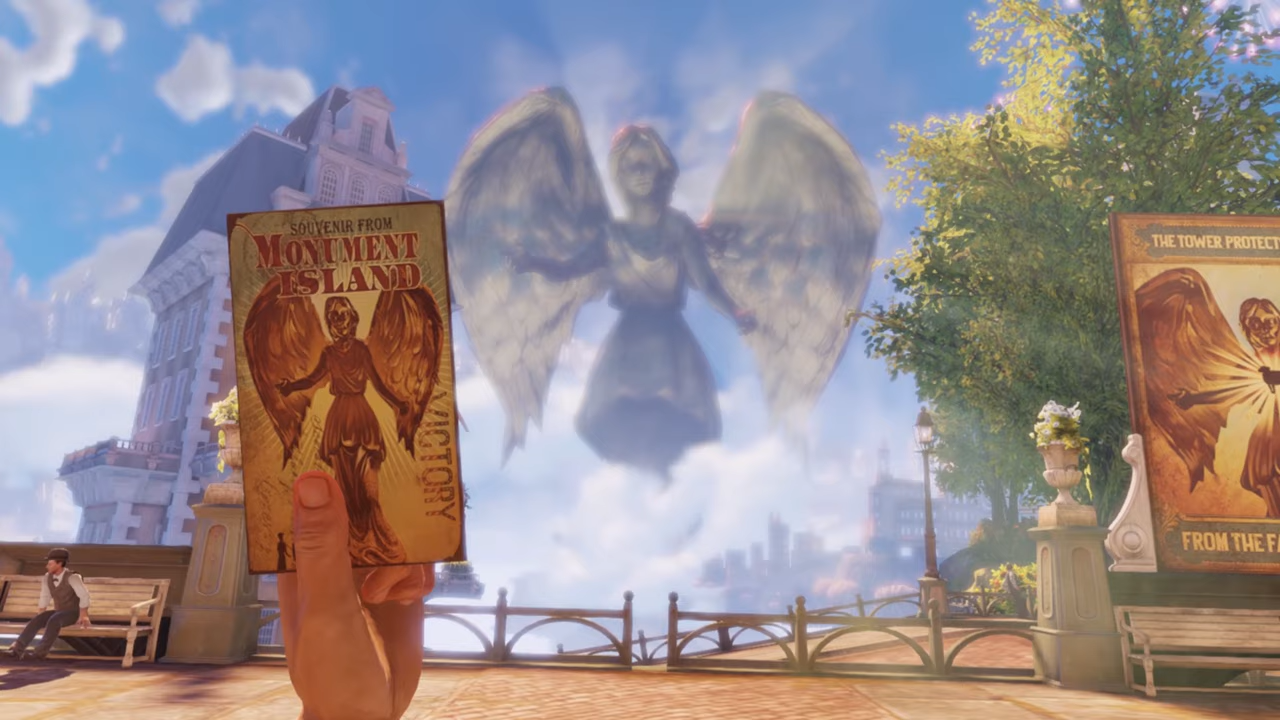 SOUVENIR FROM
MONUMENT
ISLAND
VICTORY
THE TOWER PROTECT
FROM THE FA